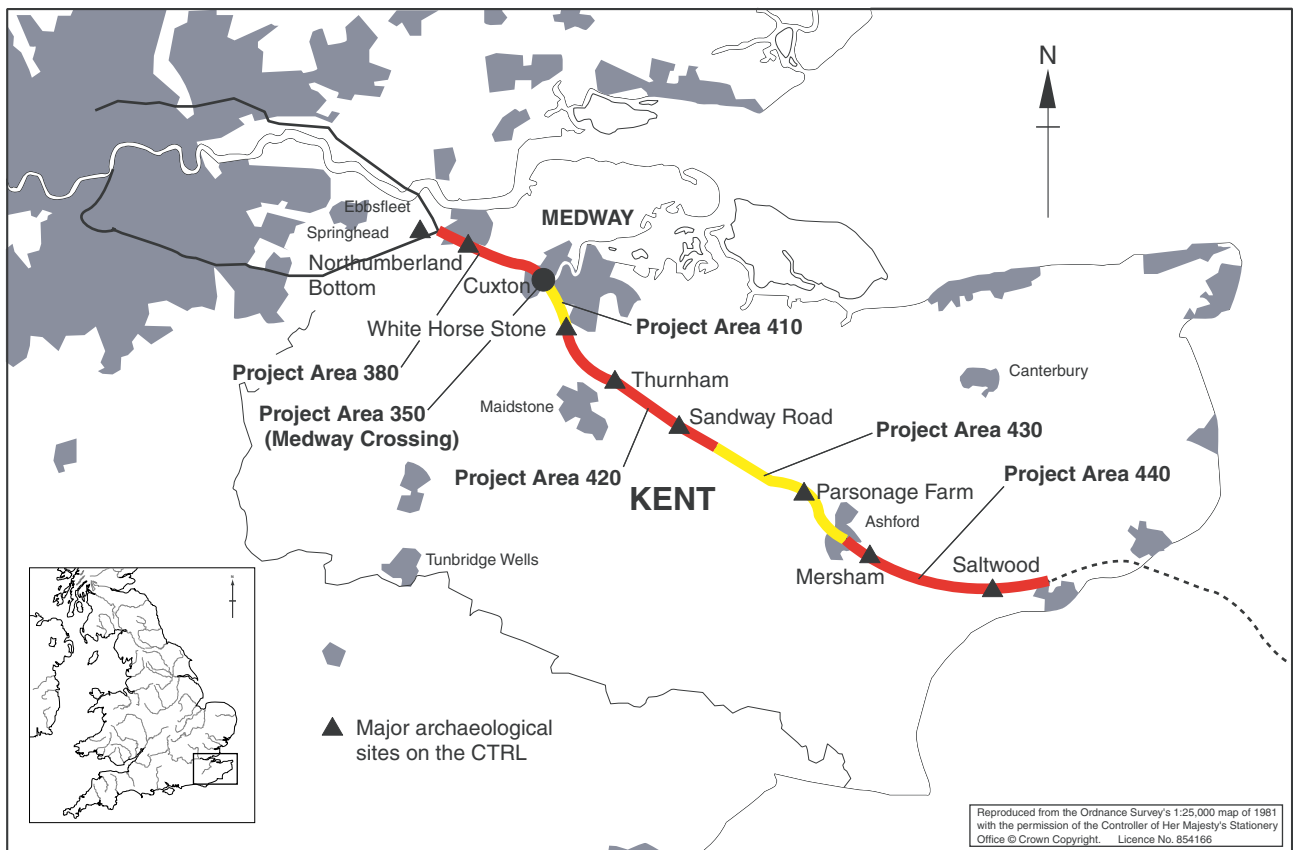 N
MEDWAY
Ebbsfleet
Springhead
Northumberland
Bottom
Cuxton
White Horse Stone
Project Area 410
Project Area 380
Thurnham
Canterbury
Project Area 350
(Medway Crossing)
Maidstone
Sandway Road
Project Area 430
Project Area 420
KENT
Project Area 440
Parsonage Farm
Ashford
Tunbridge Wells
Mersham
Saltwood
Major archaeological
sites on the CTRL
Reproduced from the Ordnance Survey's 1:25,000 map of 1981
with the permission of the Controller of Her Majesty's Stationery
Office © Crown Copyright. Licence No. 854166